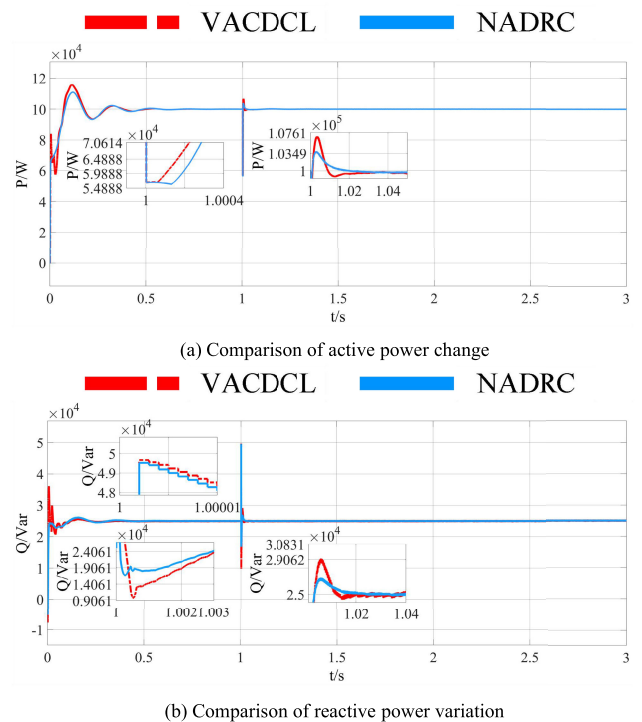 VACDCL NADRC
×10⁴
12
10
8
6
4
2
0
P/W
7.0614
6.4888
5.9888
5.4888
×10⁴
P/W
1 1.0004
1.0761
1.0349
1
×10⁵
P/W
1 1.02 1.04
0 0.5 1 1.5 2 2.5 3
t/s
(a) Comparison of active power change
VACDCL NADRC
×10⁴
5
4
3
2
1
0
-1
Q/Var
×10⁴
5
4.9
4.8
Q/Var
1 1.00001
×10⁴
2.4061
1.9061
1.4061
0.9061
Q/Var
1 1.002 1.003
×10⁴
3.0831
2.9062
2.5
Q/Var
1.02 1.04
0 0.5 1 1.5 2 2.5 3
t/s
(b) Comparison of reactive power variation